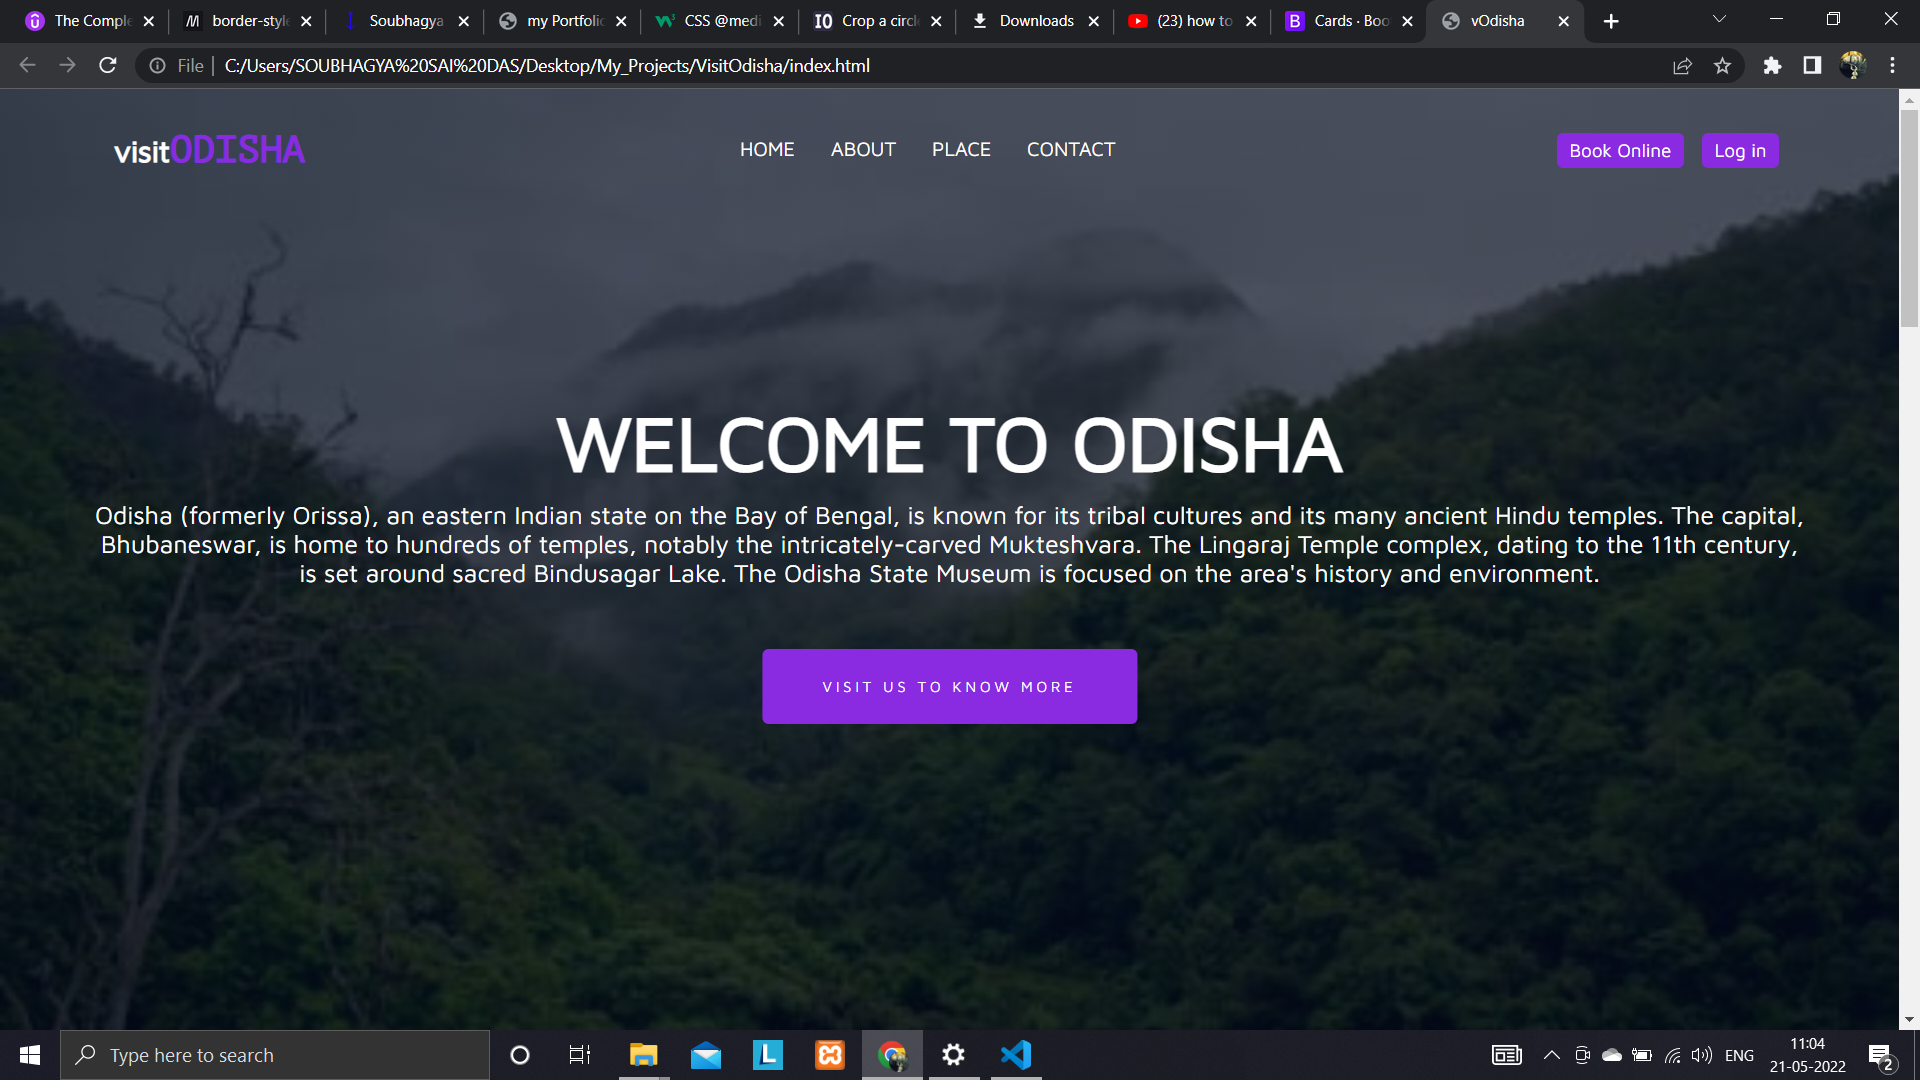 The Comple
border-style
Soubhagya
my Portfolio
CSS @medi
Crop a circle
Downloads
(23) how to
Cards · Boo
vOdisha
File
C:/Users/SOUBHAGYA%20SAI%20DAS/Desktop/My_Projects/VisitOdisha/index.html
visitODISHA
HOME ABOUT PLACE CONTACT
Book Online Log in
WELCOME TO ODISHA
Odisha (formerly Orissa), an eastern Indian state on the Bay of Bengal, is known for its tribal cultures and its many ancient Hindu temples. The capital,
Bhubaneswar, is home to hundreds of temples, notably the intricately-carved Mukteshvara. The Lingaraj Temple complex, dating to the 11th century,
is set around sacred Bindusagar Lake. The Odisha State Museum is focused on the area's history and environment.
VISIT US TO KNOW MORE
Type here to search
ENG
11:04
21-05-2022
2